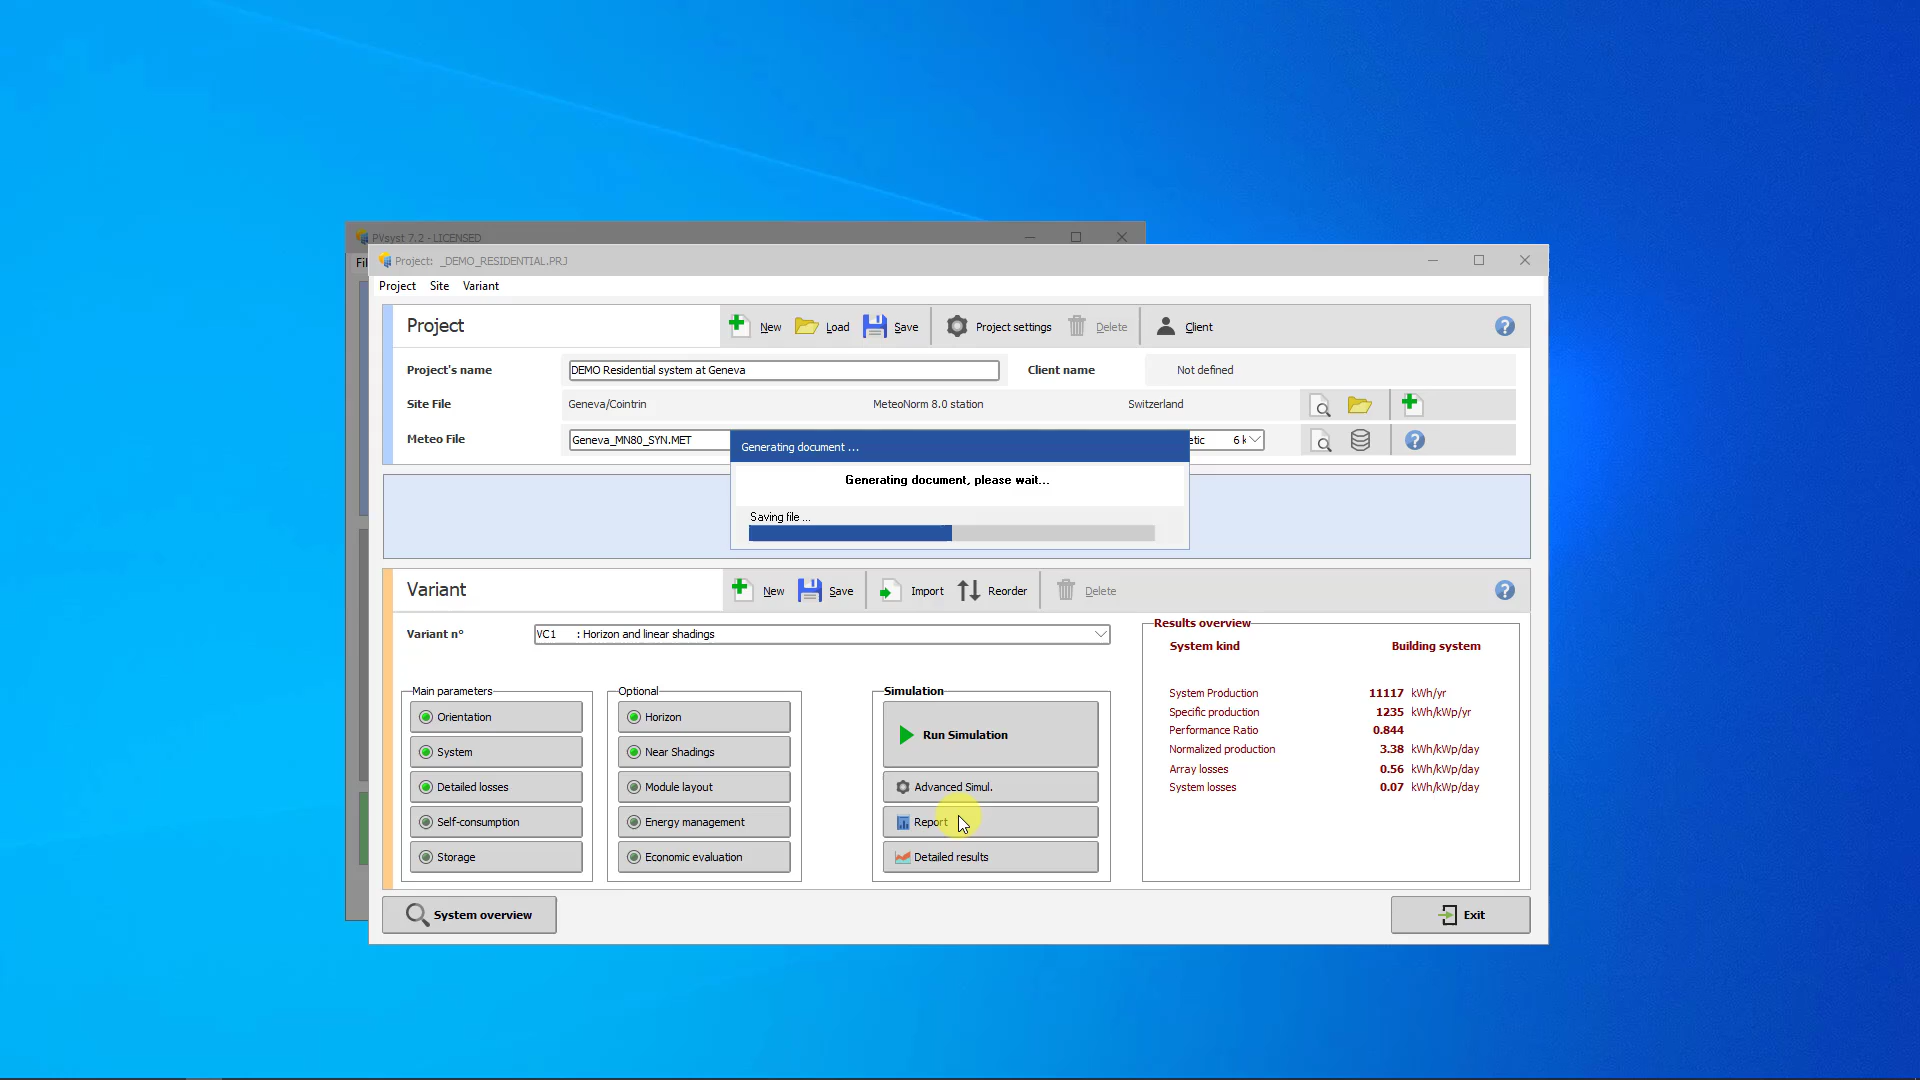 PVsyst 7.2 - LICENSED
Fil
Project: _DEMO_RESIDENTIAL.PRJ
Project Site Variant
Project
New Load Save Project settings Delete Client ?
Project's name DEMO Residential system at Geneva Client name Not defined
Site File Geneva/Cointrin MeteoNorm 8.0 station Switzerland
Meteo File Geneva_MN80_SYN.MET etic 6 k ?
Generating document ...
Generating document, please wait...
Saving file ...
Variant
New Save Import Reorder Delete ?
Variant n° VC1 : Horizon and linear shadings
Main parameters
Orientation
System
Detailed losses
Self-consumption
Storage
Optional
Horizon
Near Shadings
Module layout
Energy management
Economic evaluation
Simulation
Run Simulation
Advanced Simul.
Report
Detailed results
Results overview
System kind Building system
System Production 11117 kWh/yr
Specific production 1235 kWh/kWp/yr
Performance Ratio 0.844
Normalized production 3.38 kWh/kWp/day
Array losses 0.56 kWh/kWp/day
System losses 0.07 kWh/kWp/day
System overview
Exit